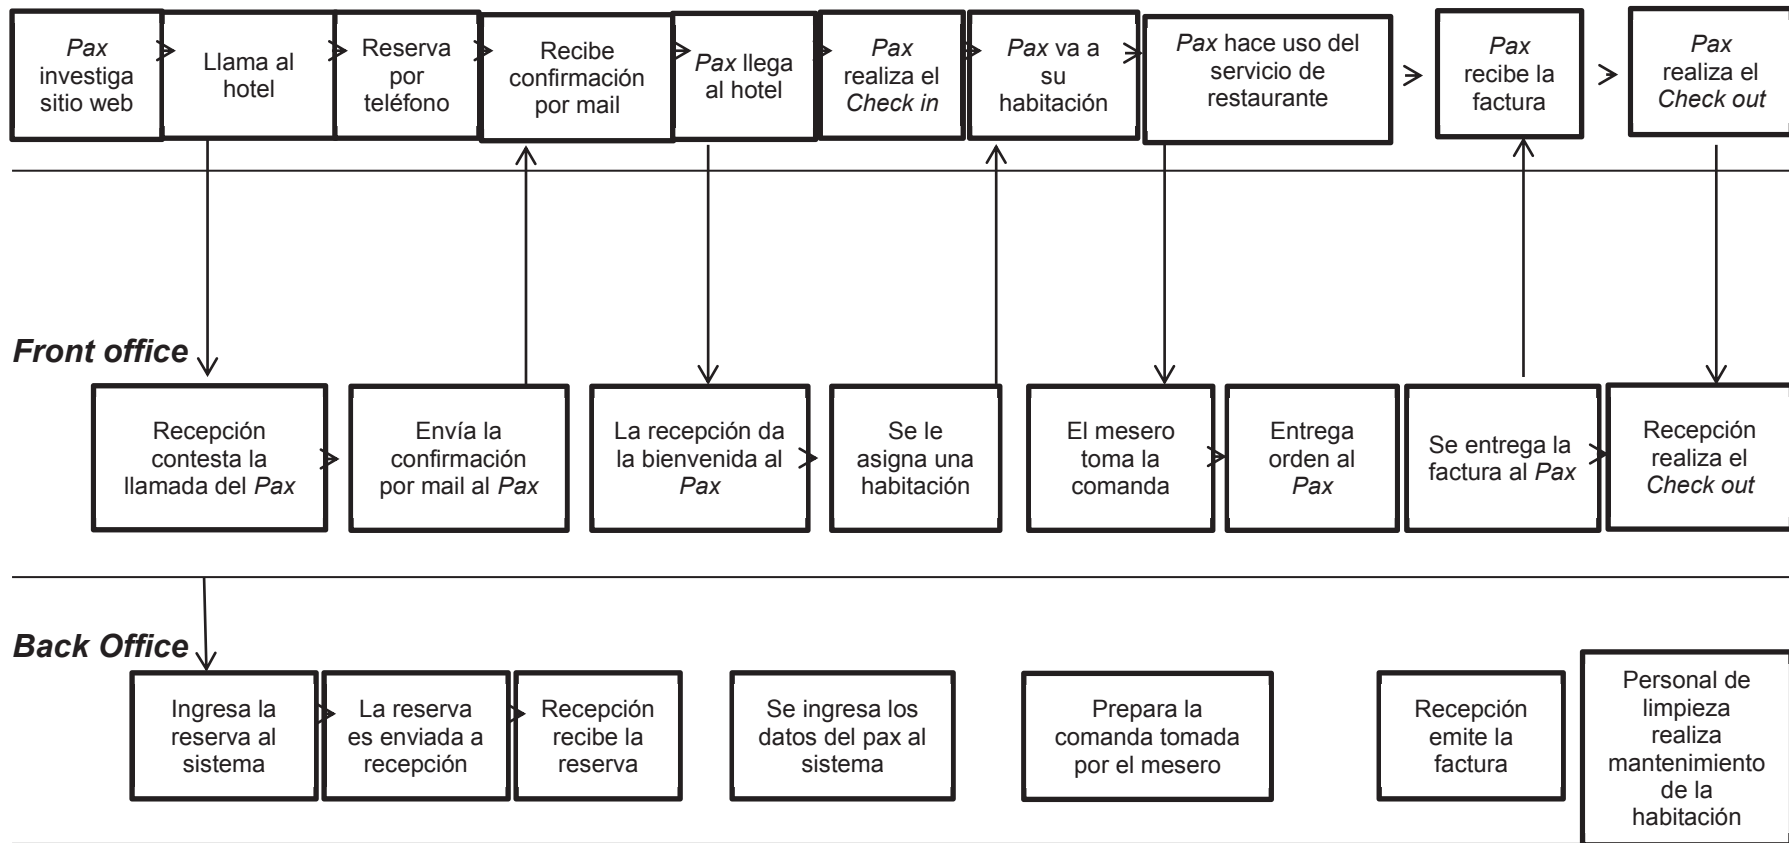 Pax
investiga
sitio web
Llama al
hotel
Reserva
por
teléfono
Recibe
confirmación
por mail
Pax llega
al hotel
Pax
realiza el
Check in
Pax va a
su
habitación
Pax hace uso del
servicio de
restaurante
Pax
recibe la
factura
Pax
realiza el
Check out
Front office
Recepción
contesta la
llamada del Pax
Envía la
confirmación
por mail al Pax
La recepción da
la bienvenida al
Pax
Se le
asigna una
habitación
El mesero
toma la
comanda
Entrega
orden al
Pax
Se entrega la
factura al Pax
Recepción
realiza el
Check out
Back Office
Ingresa la
reserva al
sistema
La reserva
es enviada a
recepción
Recepción
recibe la
reserva
Se ingresa los
datos del pax al
sistema
Prepara la
comanda tomada
por el mesero
Recepción
emite la
factura
Personal de
limpieza
realiza
mantenimiento
de la
habitación